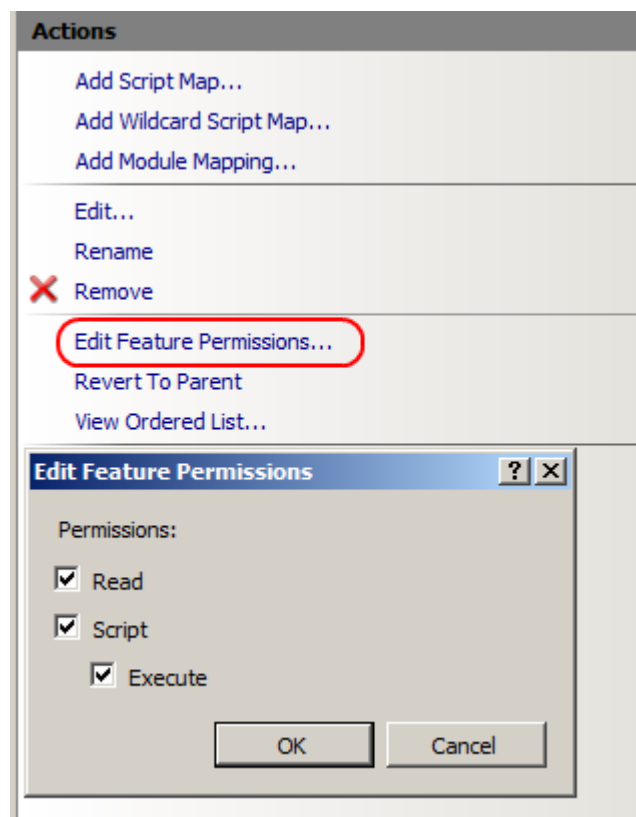 Actions
Add Script Map...
Add Wildcard Script Map...
Add Module Mapping...
Edit...
Rename
Remove
Edit Feature Permissions...
Revert To Parent
View Ordered List...
Edit Feature Permissions
Permissions:
Read
Script
Execute
OK Cancel